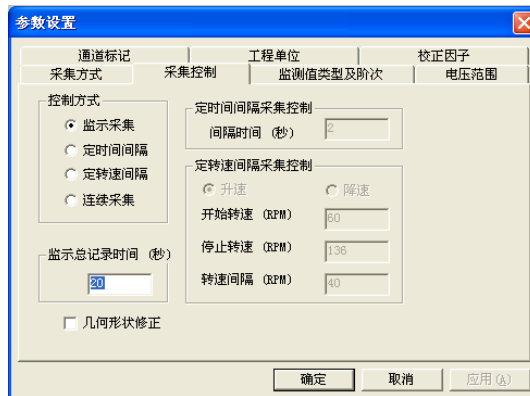 参数设置
通道标记 工程单位 校正因子
采集方式 采集控制 监测值类型及阶次 电压范围
控制方式
监示采集
定时间间隔
定转速间隔
连续采集
监示总记录时间 (秒)
20
几何形状修正
定时间间隔采集控制
间隔时间 (秒) 2
定转速间隔采集控制
升速 降速
开始转速 (RPM) 60
停止转速 (RPM) 136
转速间隔 (RPM) 40
确定 取消 应用(A)